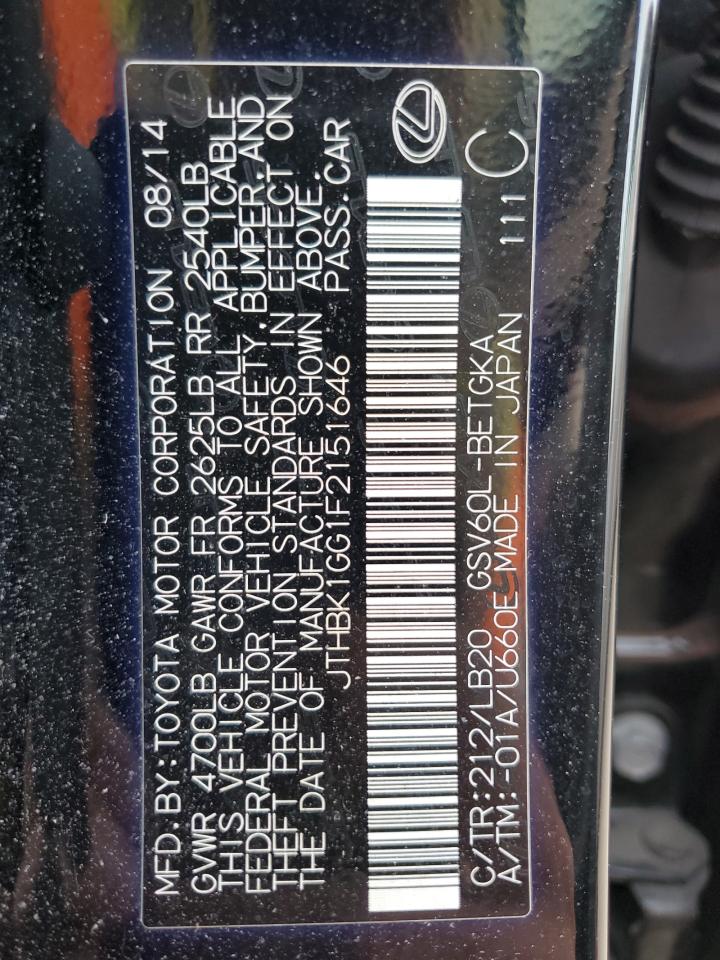 MFD. BY: TOYOTA MOTOR CORPORATION 08/14
GVWR 4700LB GAWR FR 2625LB RR 2540LB
THIS VEHICLE CONFORMS TO ALL APPLICABLE
FEDERAL MOTOR VEHICLE SAFETY, BUMPER, AND
THEFT PREVENTION STANDARDS IN EFFECT ON
THE DATE OF MANUFACTURE SHOWN ABOVE.
JTHBK1GG1F2151646 PASS. CAR
C/TR: 212/LB20 GSV60L-BETGKA
A/TM: -01A/U660E MADE IN JAPAN 111 C